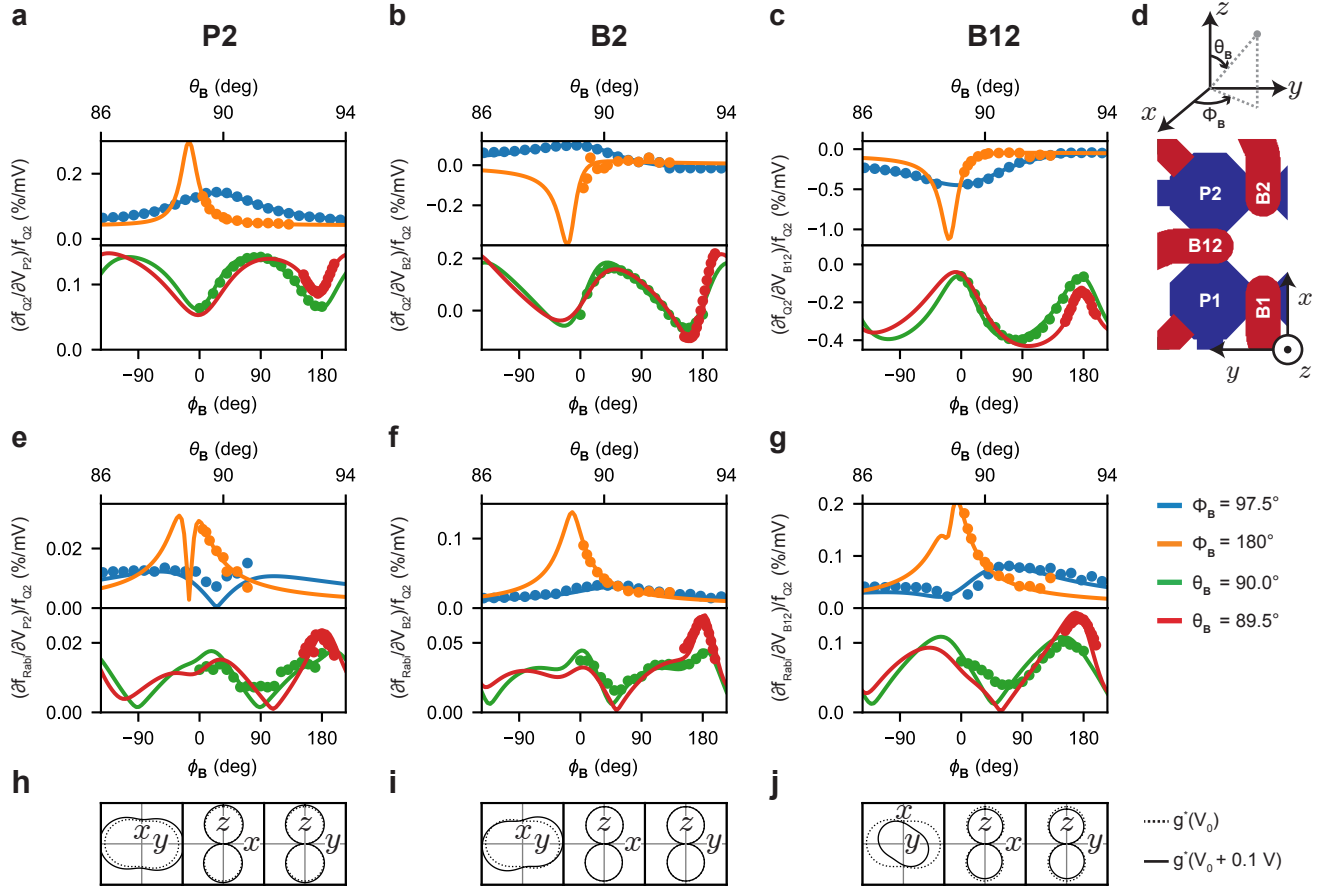 a
P2
b
B2
c
B12
d
θB (deg)
86 90 94
θB (deg)
86 90 94
θB (deg)
86 90 94
(∂fQ2/∂VP2)/fQ2 (%/mV)
0.2
0.0
0.1
0.0
−90 0 90 180
ϕB (deg)
(∂fQ2/∂VB2)/fQ2 (%/mV)
0.0
−0.2
0.2
0.0
−90 0 90 180
ϕB (deg)
(∂fQ2/∂VB12)/fQ2 (%/mV)
0.0
−0.5
−1.0
0.0
−0.2
−0.4
−90 0 90 180
ϕB (deg)
z
θB
y
x
ΦB
P2
B2
B12
P1
B1
x
y
z
e
f
g
θB (deg)
86 90 94
θB (deg)
86 90 94
θB (deg)
86 90 94
(∂fRabi/∂VP2)/fQ2 (%/mV)
0.02
0.00
0.02
0.00
−90 0 90 180
ϕB (deg)
(∂fRabi/∂VB2)/fQ2 (%/mV)
0.1
0.0
0.05
0.00
−90 0 90 180
ϕB (deg)
(∂fRabi/∂VB12)/fQ2 (%/mV)
0.2
0.1
0.0
0.1
0.0
−90 0 90 180
ϕB (deg)
ΦB = 97.5°
ΦB = 180°
θB = 90.0°
θB = 89.5°
h
x
y
z
x
z
y
i
x
y
z
x
z
y
j
x
y
z
x
z
y
g*(V0)
g*(V0 + 0.1 V)